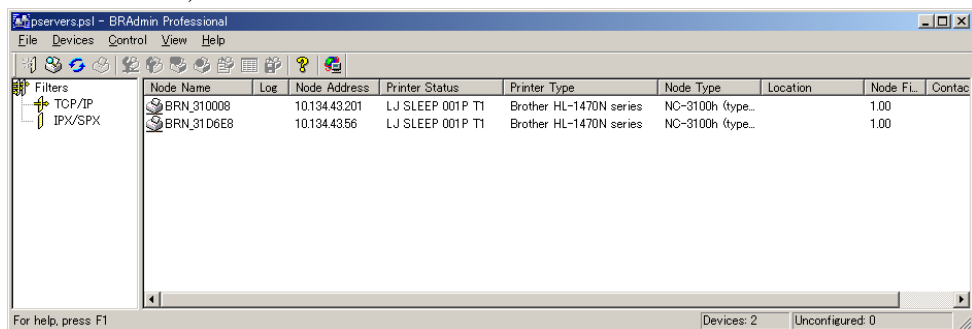 pservers.psl - BRAdmin Professional
File Devices Control View Help
Filters
TCP/IP
IPX/SPX
Node Name Log Node Address Printer Status Printer Type Node Type Location Node Fi... Contac
BRN_310008 10.134.43.201 LJ SLEEP 001P T1 Brother HL-1470N series NC-3100h (type... 1.00
BRN_31D6E8 10.134.43.56 LJ SLEEP 001P T1 Brother HL-1470N series NC-3100h (type... 1.00
For help, press F1 Devices: 2 Unconfigured: 0